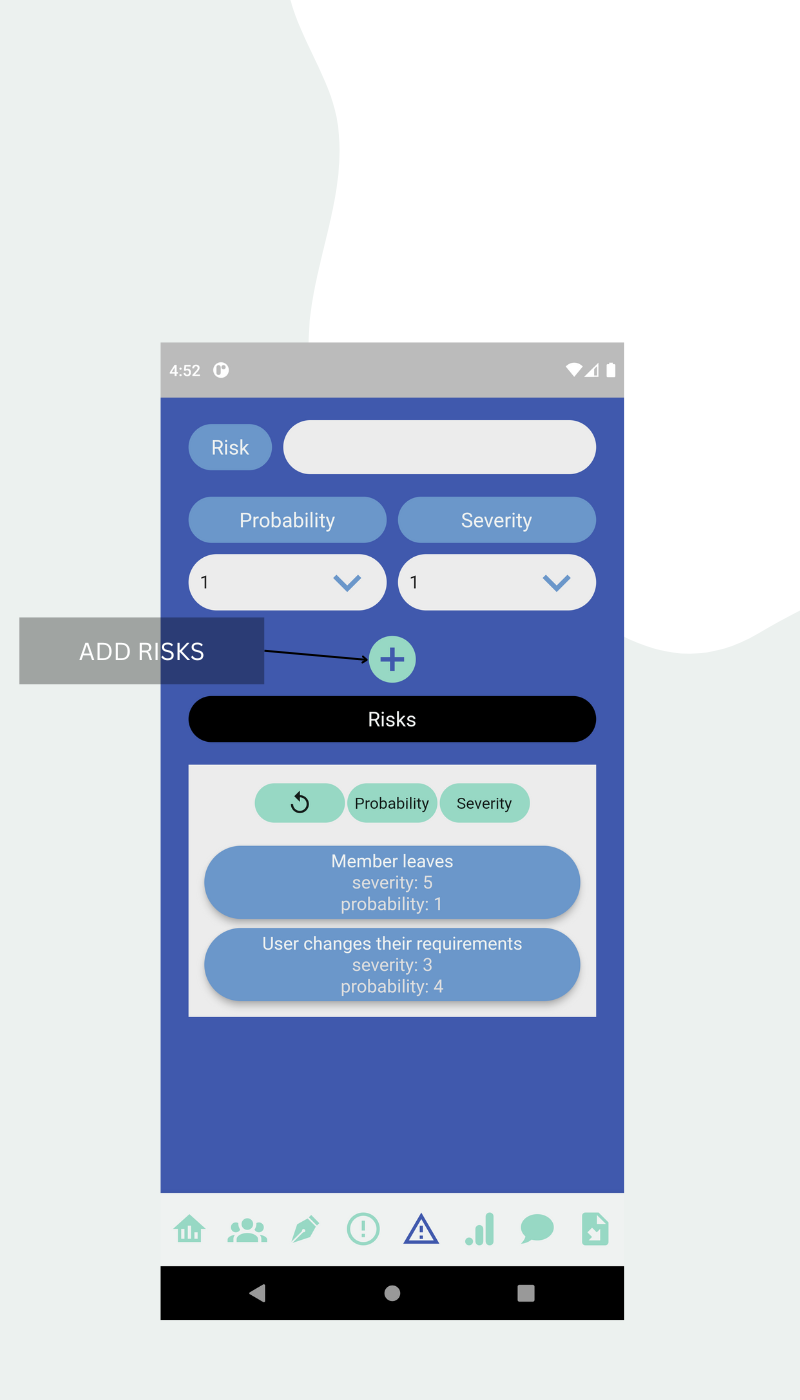 4:52
Risk
Probability
Severity
1
1
ADD RISKS
Risks
Probability
Severity
Member leaves
severity: 5
probability: 1
User changes their requirements
severity: 3
probability: 4